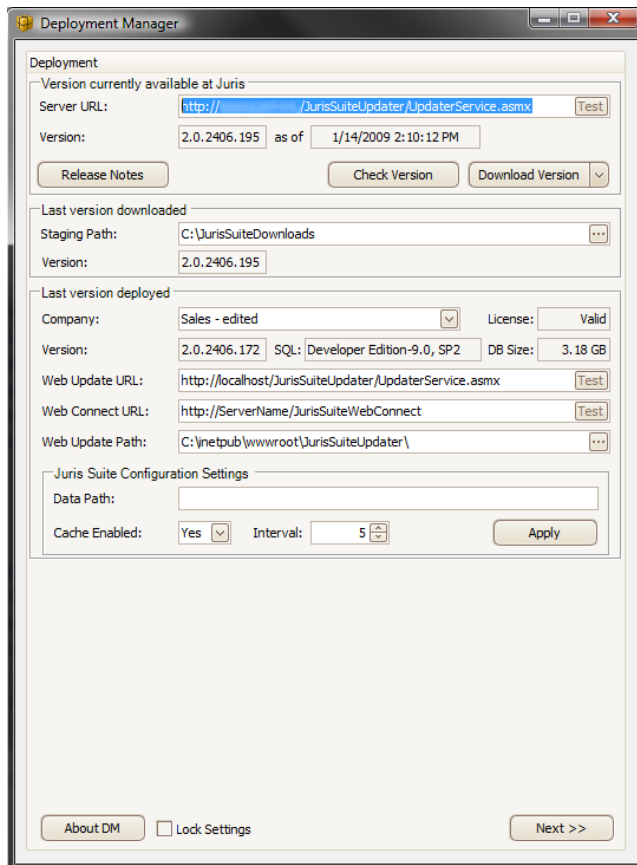 Deployment Manager
Deployment
Version currently available at Juris
Server URL: http:// /JurisSuiteUpdater/UpdaterService.asmx Test
Version: 2.0.2406.195 as of 1/14/2009 2:10:12 PM
Release Notes Check Version Download Version
Last version downloaded
Staging Path: C:\JurisSuiteDownloads ...
Version: 2.0.2406.195
Last version deployed
Company: Sales - edited License: Valid
Version: 2.0.2406.172 SQL: Developer Edition-9.0, SP2 DB Size: 3.18 GB
Web Update URL: http://localhost/JurisSuiteUpdater/UpdaterService.asmx Test
Web Connect URL: http://ServerName/JurisSuiteWebConnect Test
Web Update Path: C:\inetpub\wwwroot\JurisSuiteUpdater\ ...
Juris Suite Configuration Settings
Data Path:
Cache Enabled: Yes Interval: 5 Apply
About DM Lock Settings Next >>